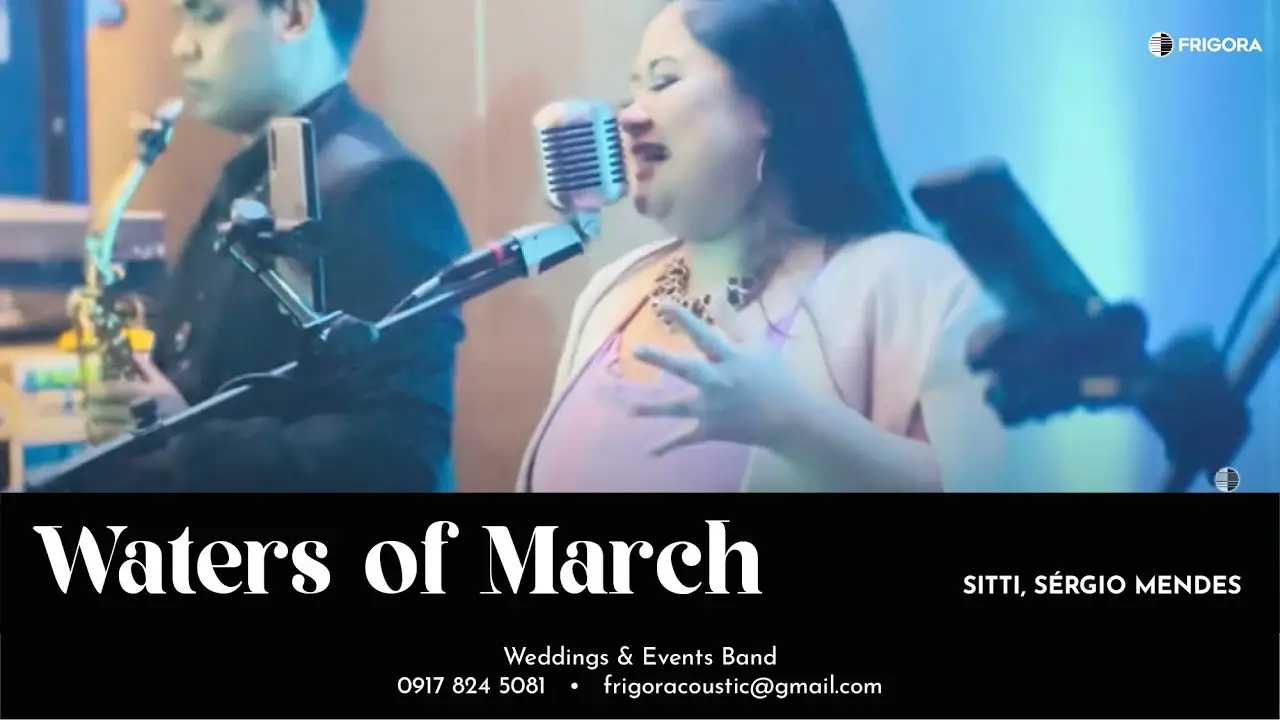 FRIGORA
Waters of March
SITTI, SÉRGIO MENDES
Weddings & Events Band
0917 824 5081 • frigoracoustic@gmail.com